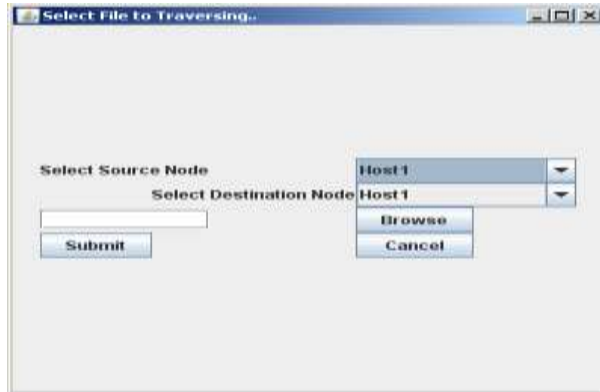 Select File to Traversing..
Select Source Node Host1
Select Destination Node Host1
Browse
Submit Cancel